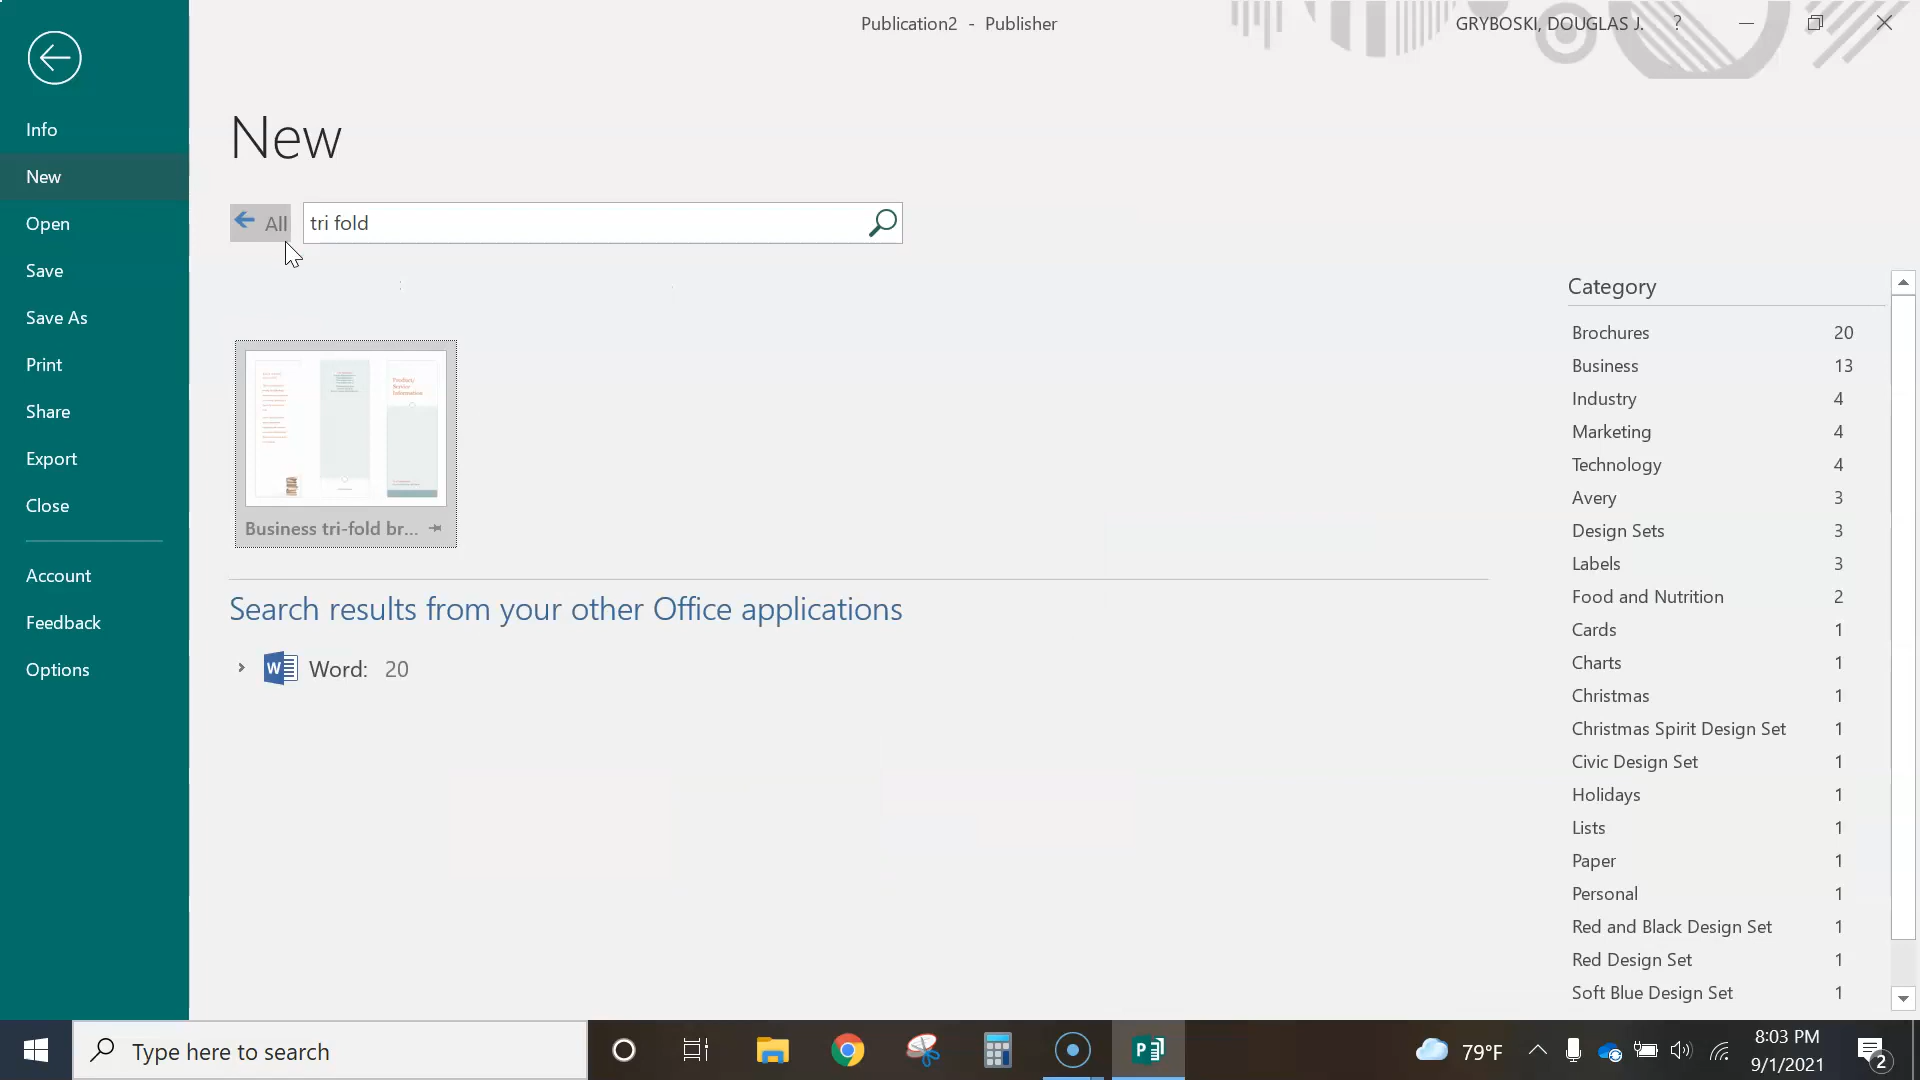 Publication2 - Publisher
GRYBOSKI, DOUGLAS J.
?
Info
New
Open
Save
Save As
Print
Share
Export
Close
Account
Feedback
Options
New
All
tri fold
Business tri-fold br...
Search results from your other Office applications
W Word: 20
Category
Brochures 20
Business 13
Industry 4
Marketing 4
Technology 4
Avery 3
Design Sets 3
Labels 3
Food and Nutrition 2
Cards 1
Charts 1
Christmas 1
Christmas Spirit Design Set 1
Civic Design Set 1
Holidays 1
Lists 1
Paper 1
Personal 1
Red and Black Design Set 1
Red Design Set 1
Soft Blue Design Set 1
Type here to search
P
79°F
8:03 PM
9/1/2021
2